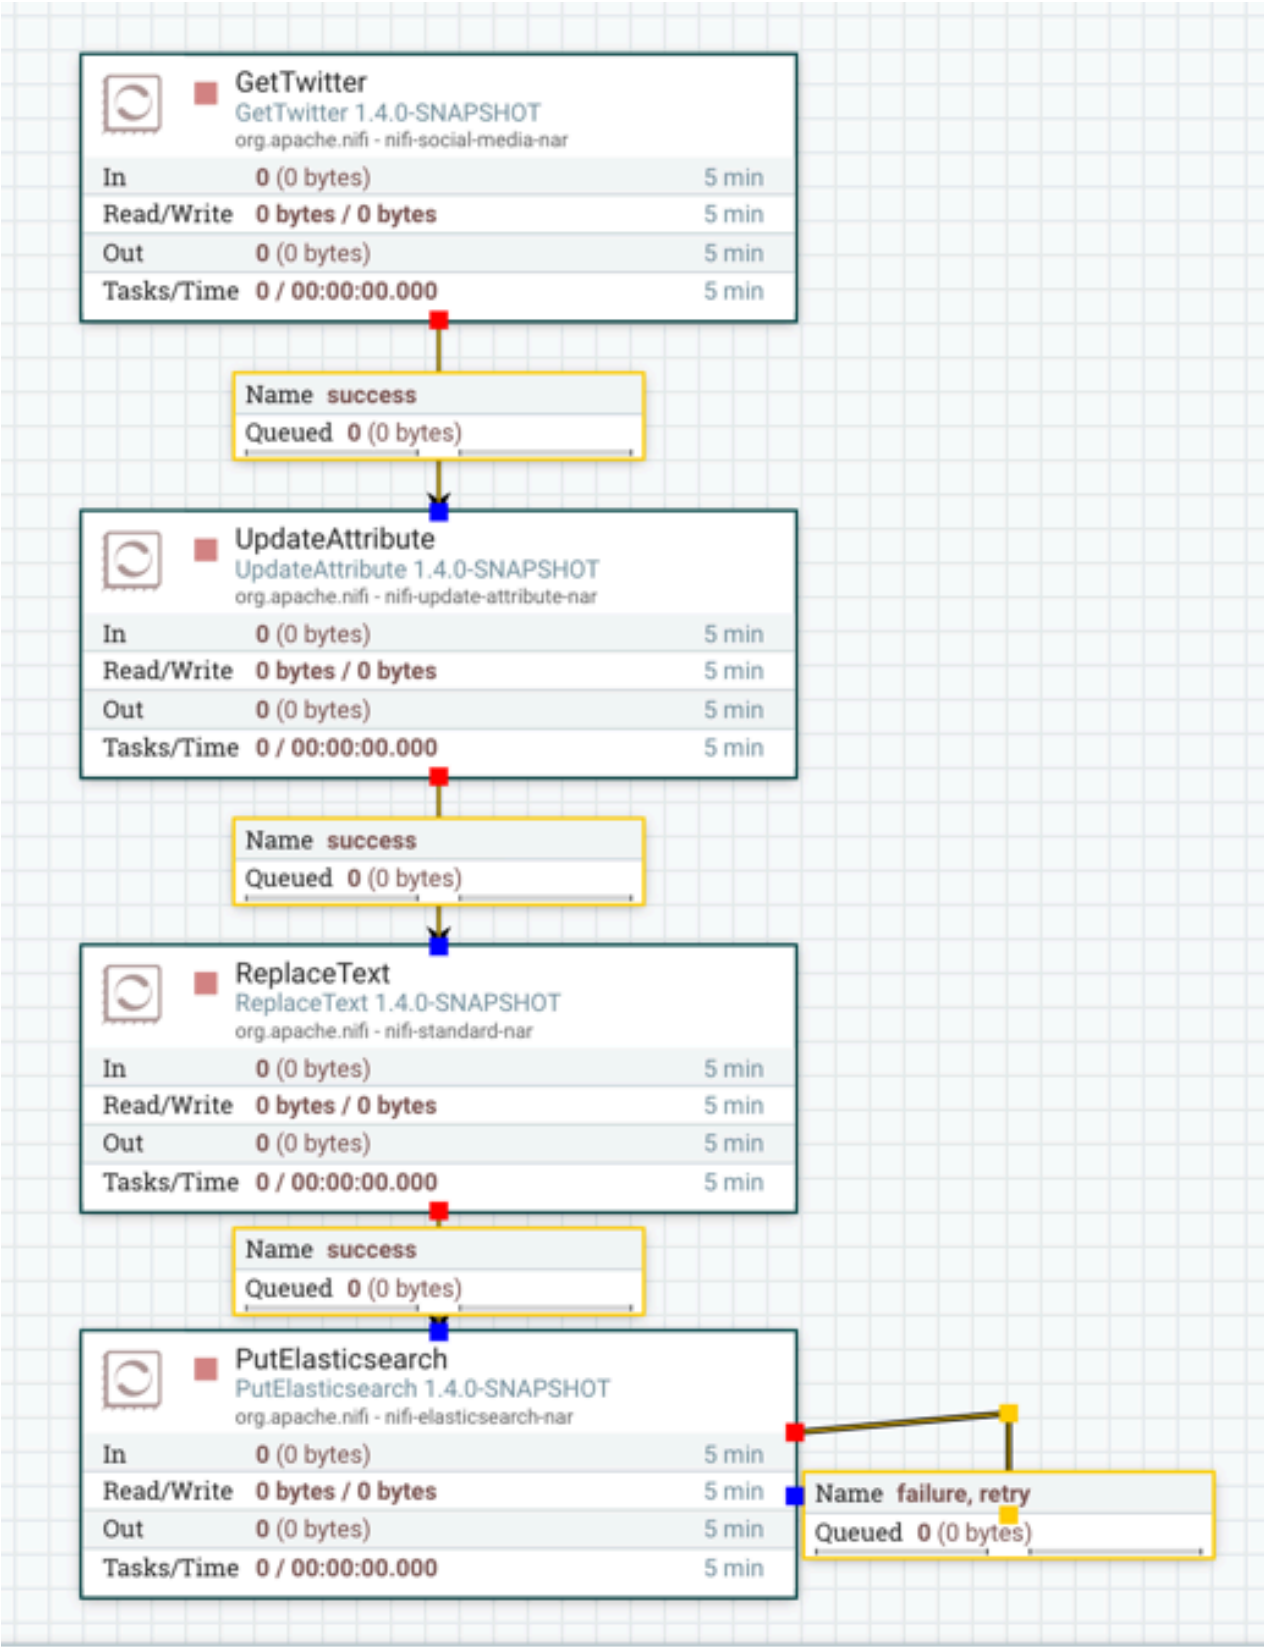 GetTwitter
GetTwitter 1.4.0-SNAPSHOT
org.apache.nifi - nifi-social-media-nar
In 0 (0 bytes) 5 min
Read/Write 0 bytes / 0 bytes 5 min
Out 0 (0 bytes) 5 min
Tasks/Time 0 / 00:00:00.000 5 min
Name success
Queued 0 (0 bytes)
UpdateAttribute
UpdateAttribute 1.4.0-SNAPSHOT
org.apache.nifi - nifi-update-attribute-nar
In 0 (0 bytes) 5 min
Read/Write 0 bytes / 0 bytes 5 min
Out 0 (0 bytes) 5 min
Tasks/Time 0 / 00:00:00.000 5 min
Name success
Queued 0 (0 bytes)
ReplaceText
ReplaceText 1.4.0-SNAPSHOT
org.apache.nifi - nifi-standard-nar
In 0 (0 bytes) 5 min
Read/Write 0 bytes / 0 bytes 5 min
Out 0 (0 bytes) 5 min
Tasks/Time 0 / 00:00:00.000 5 min
Name success
Queued 0 (0 bytes)
PutElasticsearch
PutElasticsearch 1.4.0-SNAPSHOT
org.apache.nifi - nifi-elasticsearch-nar
In 0 (0 bytes) 5 min
Read/Write 0 bytes / 0 bytes 5 min
Out 0 (0 bytes) 5 min
Tasks/Time 0 / 00:00:00.000 5 min
Name failure, retry
Queued 0 (0 bytes)